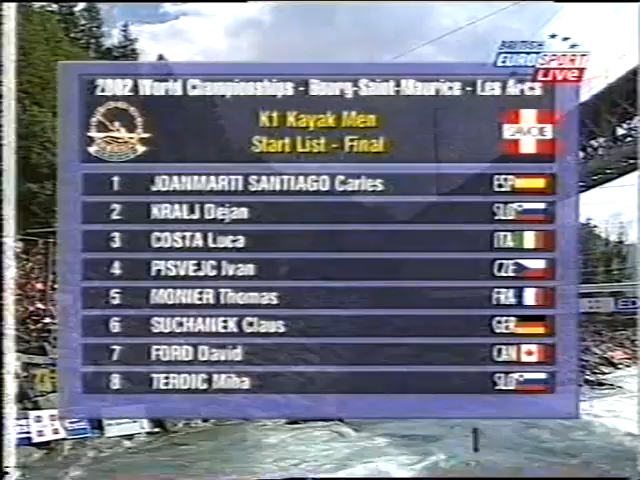 BRITISH
EUROSPORT
Live
2002 World Championships - Bourg-Saint-Maurice - Les Arcs
K1 Kayak Men
Start List - Final
SAVOIE
1 JOANMARTI SANTIAGO Carles ESP
2 KRALJ Dejan SLO
3 COSTA Luca ITA
4 PISVEJC Ivan CZE
5 MONIER Thomas FRA
6 SUCHANEK Claus GER
7 FORD David CAN
8 TERDIC Miha SLO